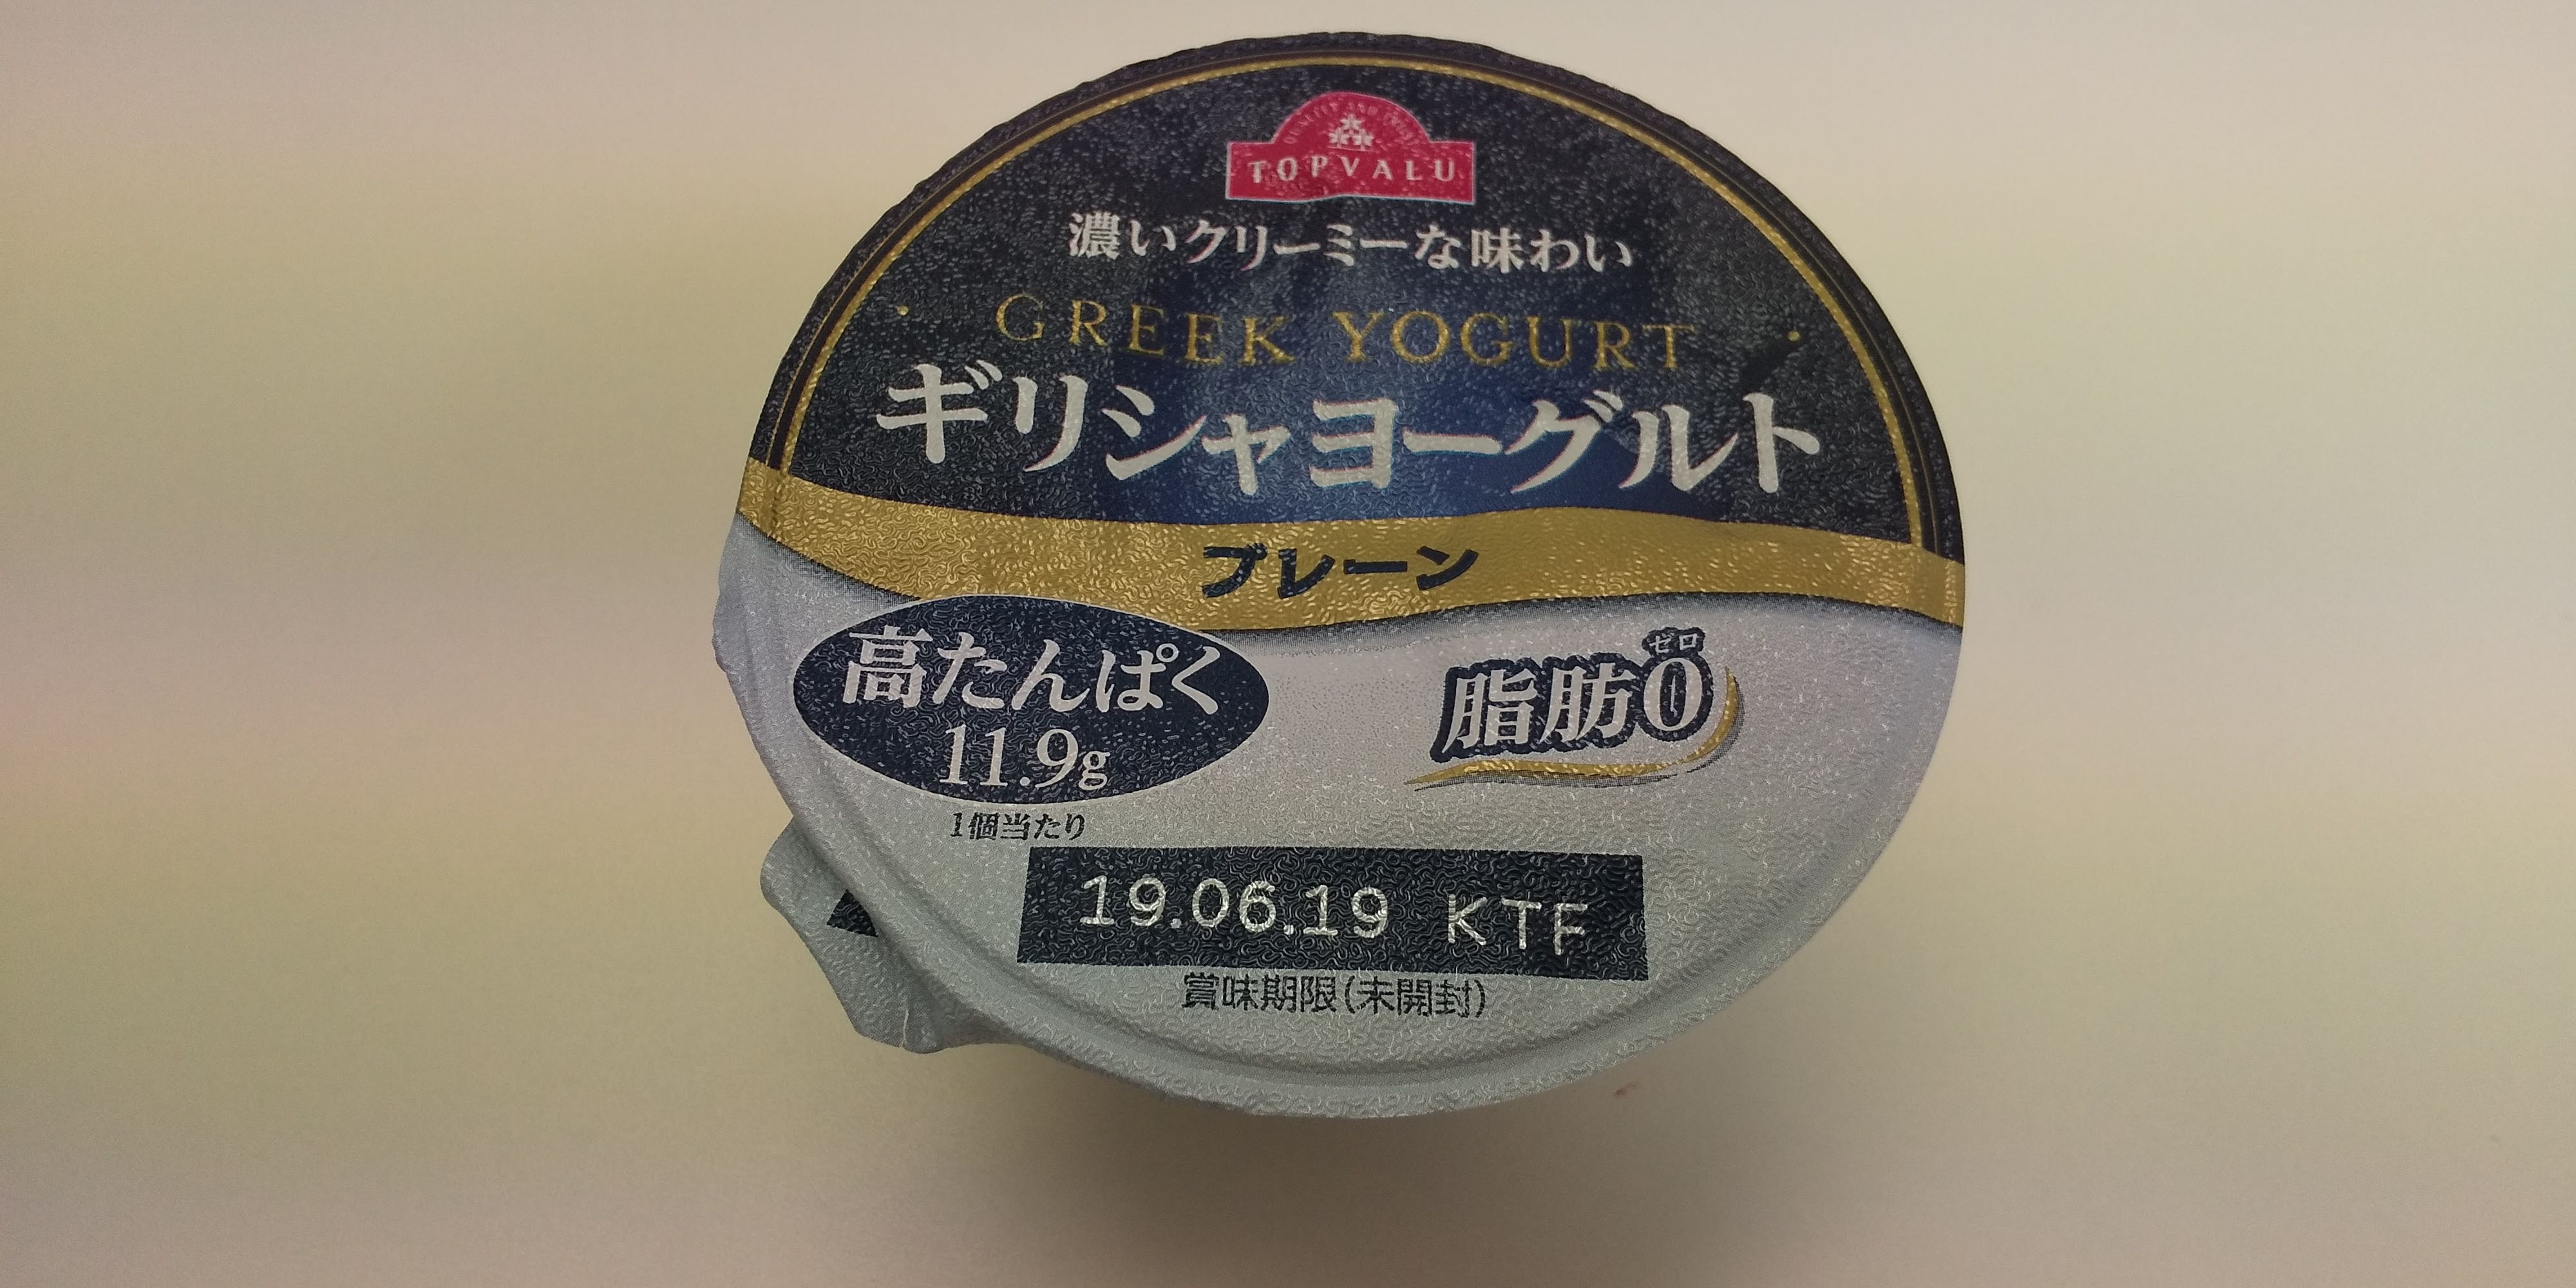 QUALITY AND
TOPVALU
濃いクリーミーな味わい
GREEK YOGURT
ギリシャヨーグルト
プレーン
高たんぱく
11.9g
1個当たり
ゼロ
脂肪0
19.06.19 KTF
賞味期限(未開封)